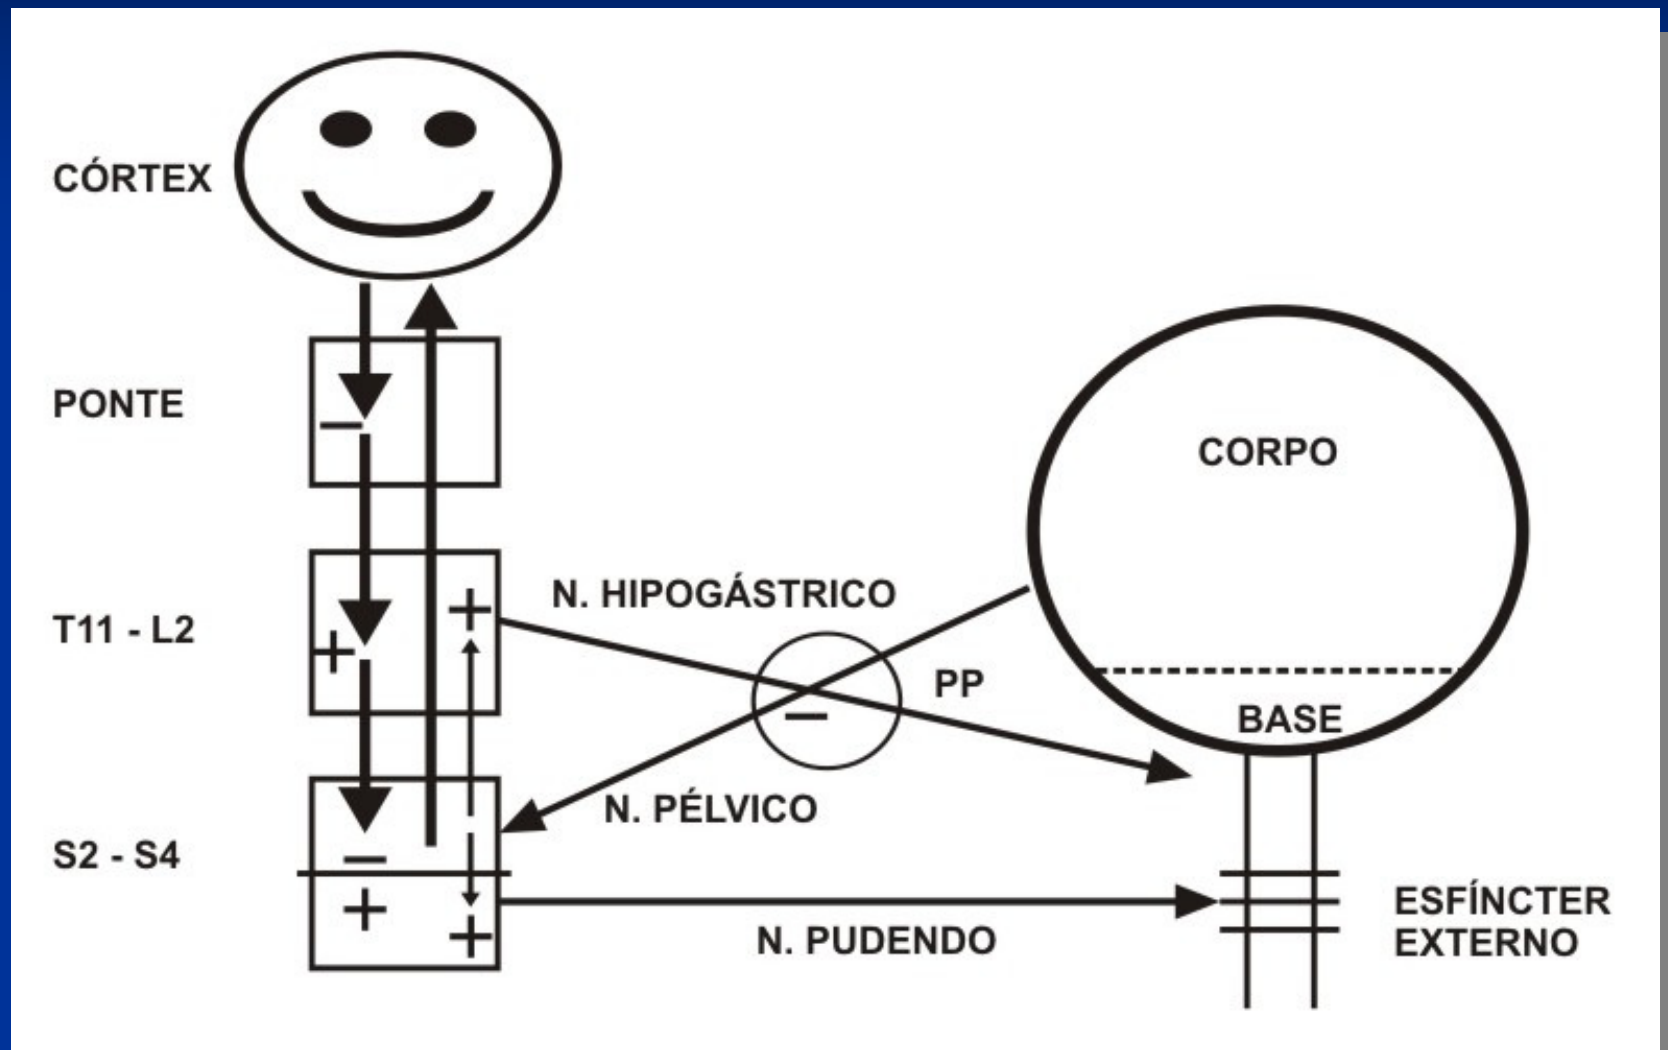 CÓRTEX
PONTE
CORPO
N. HIPOGÁSTRICO
T11 - L2
PP
BASE
N. PÉLVICO
S2 - S4
ESFÍNCTER
EXTERNO
N. PUDENDO